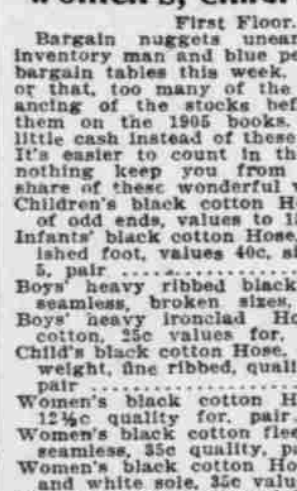 First Floor.
Bargain nuggets unear
inventory man and blue pe
bargain tables this week.
or that, too many of the
ancing of the stocks bef
them on the 1905 books.
little cash instead of these
It's easier to count in th
nothing keep you from
share of these wonderful v
Children's black cotton H
of odd ends, values to 1
Infants' black cotton Hose,
ished foot, values 40c, si
5, pair ..............
Boys' heavy ribbed black
seamless, broken sizes,
Boys' heavy ironclad Ho
cotton, 25c values for,
Child's black cotton Hose,
weight, fine ribbed, quali
pair ..................
Women's black cotton H
12½c quality for, pair
Women's black cotton flee
seamless, 35c quality, pa
Women's black cotton Ho
and white sole, 35c valu